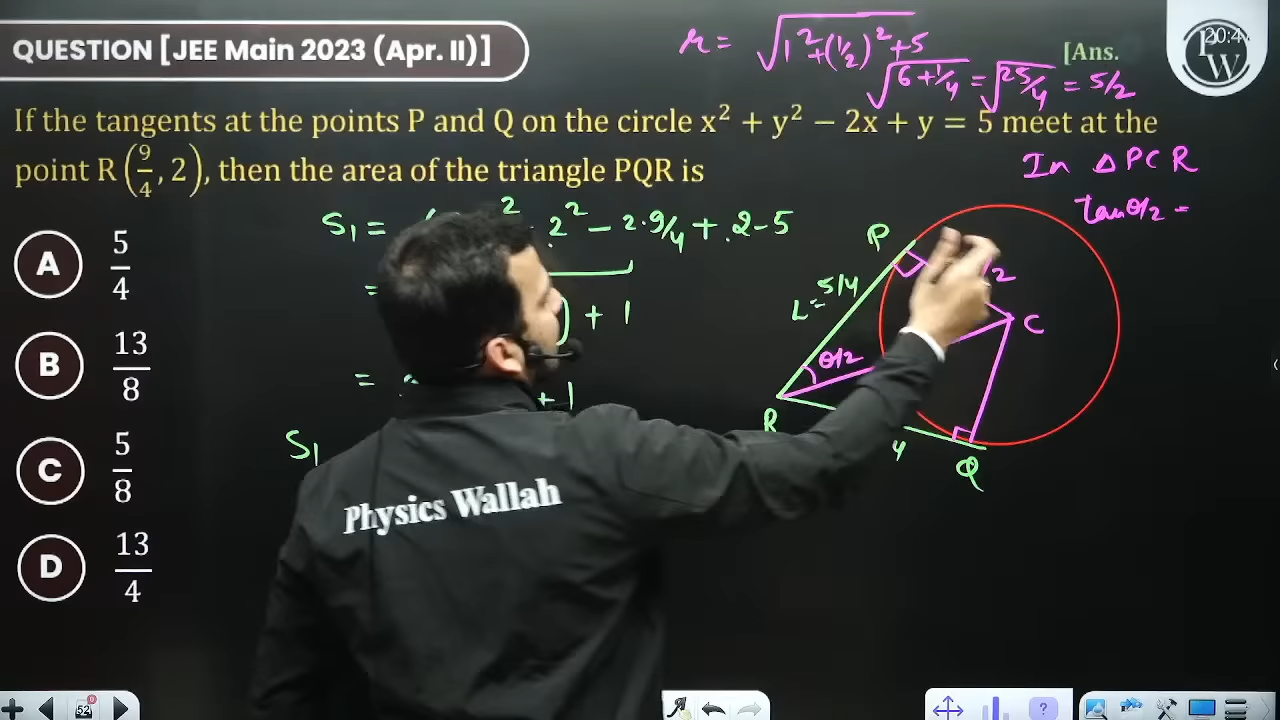 QUESTION [JEE Main 2023 (Apr. II)]
r = √1² + (1/2)² + 5
√6 + 1/4 = √25/4 = 5/2
[Ans.
20:4
PW
If the tangents at the points P and Q on the circle x² + y² − 2x + y = 5 meet at the
point R (9/4, 2), then the area of the triangle PQR is
In Δ PCR
tanθ/2 =
S₁ = 2 2² − 2·9/4 + 2 − 5
= ) + 1
= + 1
S₁
A 5/4
B 13/8
C 5/8
D 13/4
P
L = 5/4
/2
C
θ/2
R
4
Q
Physics Wallah
52